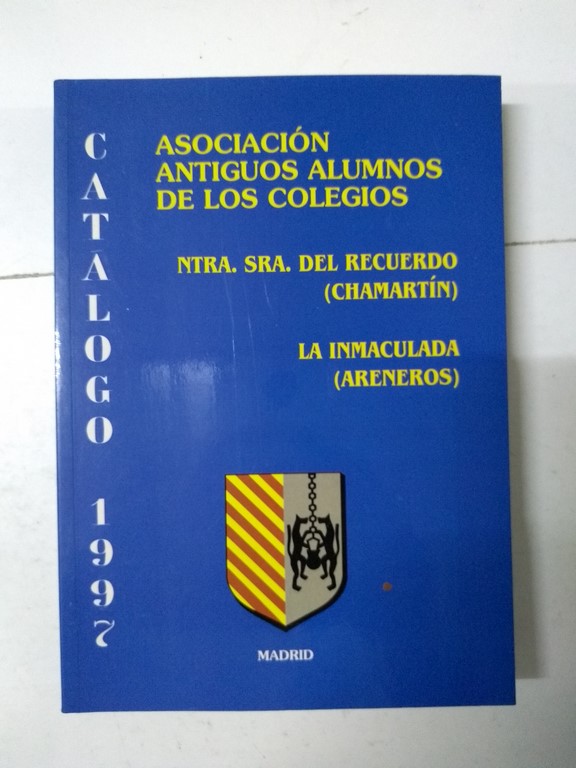 CATALOGO 1997
ASOCIACIÓN
ANTIGUOS ALUMNOS
DE LOS COLEGIOS
NTRA. SRA. DEL RECUERDO
(CHAMARTÍN)
LA INMACULADA
(ARENEROS)
MADRID